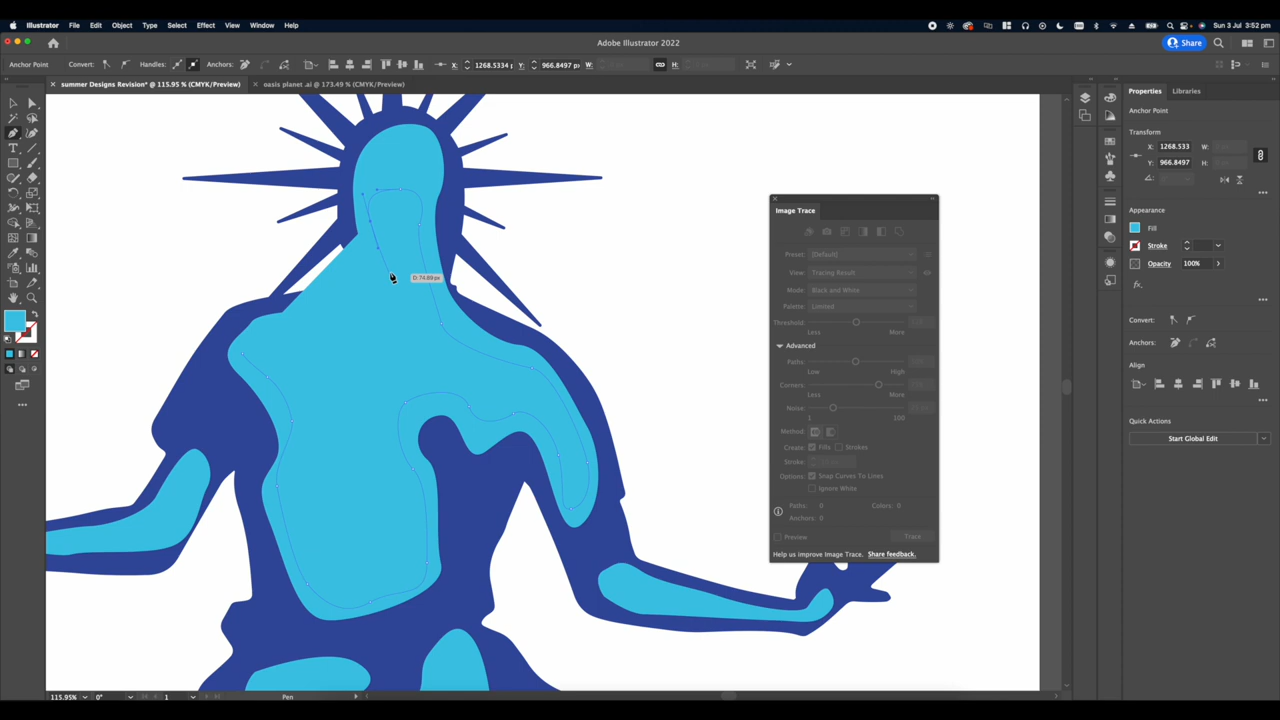 Illustrator File Edit Object Type Select Effect View Window Help Sun 3 Jul 3:52 pm
Adobe Illustrator 2022 Share
Anchor Point Convert: Handles: Anchors: X: 1268.5331 Y: 966.8497 px W: H:
summer Designs Revision* @ 115.95 % (CMYK/Preview) oasis planet .ai @ 173.49 % (CMYK/Preview)
Properties Libraries
Anchor Point
Transform
X: 1268.533 W:
Y: 966.8497 H:
Appearance
Fill
Stroke
Opacity 100%
fx.
Convert:
Anchors:
Align
Quick Actions
Start Global Edit
D: 74.69 px
Image Trace
Preset: [Default]
View: Tracing Result
Mode: Black and White
Palette: Limited
Threshold:
Less More
Advanced
Paths:
Low High
Corners:
Less More
Noise:
1 100
Method:
Create: Fills Strokes
Stroke:
Options: Snap Curves To Lines
Ignore White
Paths: 0 Colors: 0
Anchors: 0
Preview Trace
Help us improve Image Trace. Share feedback.
115.95% 0° 1 Pen